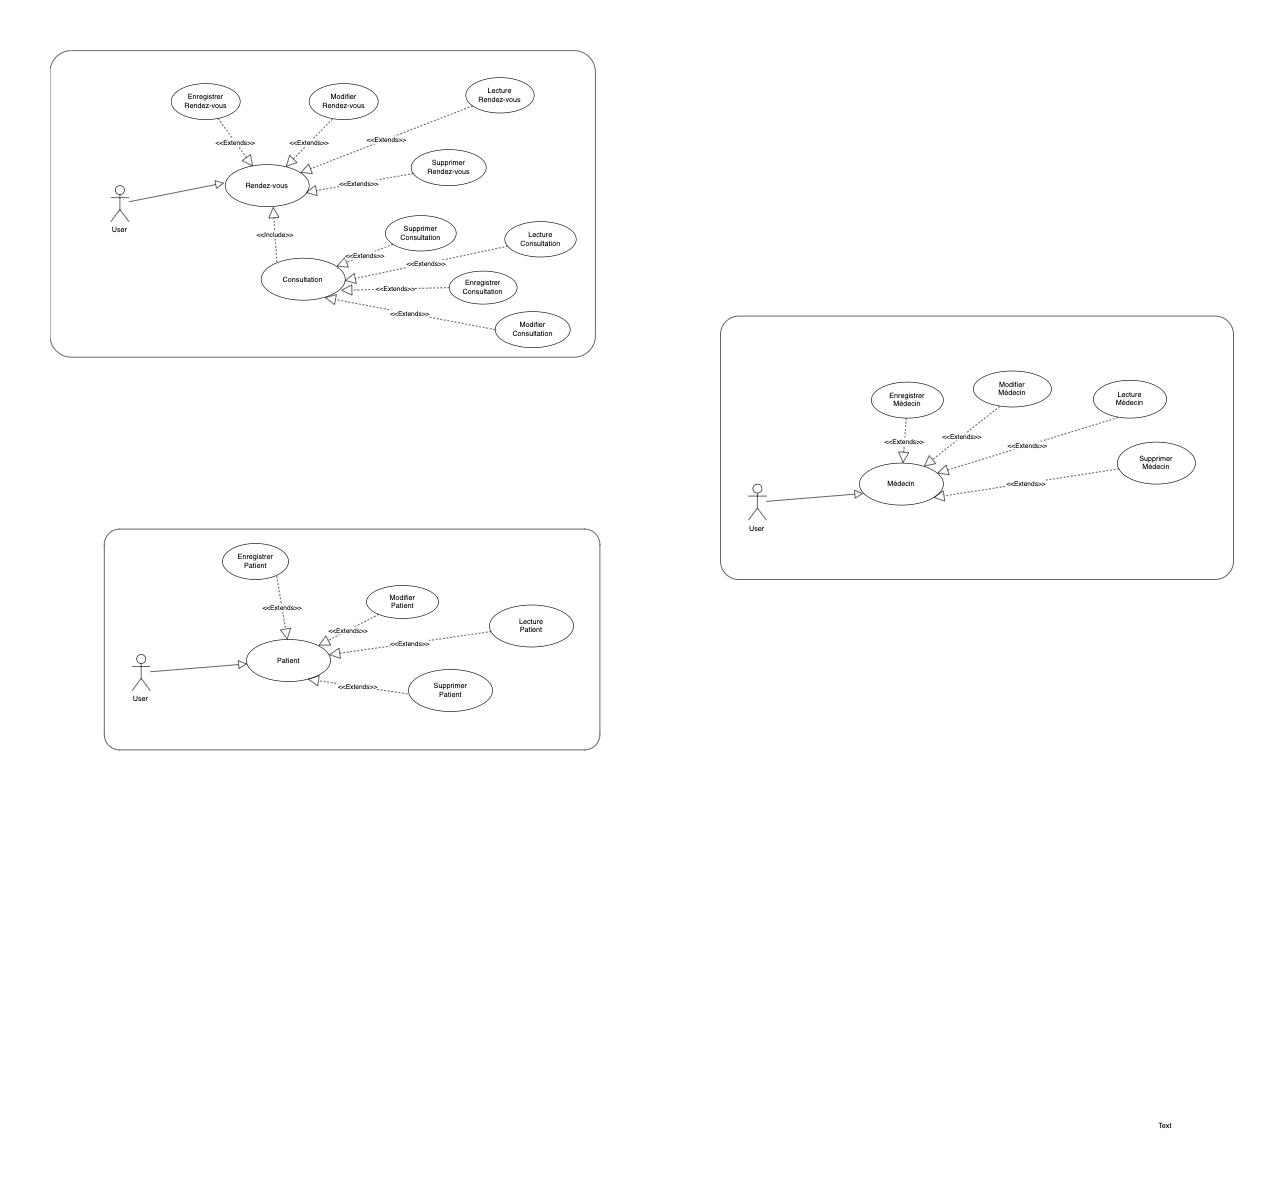 Enregistrer
Rendez-vous
Modifier
Rendez-vous
Lecture
Rendez-vous
<<Extends>>
<<Extends>>
<<Extends>>
Supprimer
Rendez-vous
<<Extends>>
Rendez-vous
User
<<Include>>
Supprimer
Consultation
Lecture
Consultation
<<Extends>>
<<Extends>>
Consultation
Enregistrer
Consultation
<<Extends>>
<<Extends>>
Modifier
Consultation
Enregistrer
Médecin
Modifier
Médecin
Lecture
Médecin
<<Extends>>
<<Extends>>
<<Extends>>
Supprimer
Médecin
<<Extends>>
Médecin
User
Enregistrer
Patient
<<Extends>>
Modifier
Patient
<<Extends>>
Lecture
Patient
<<Extends>>
Patient
<<Extends>>
Supprimer
Patient
User
Text